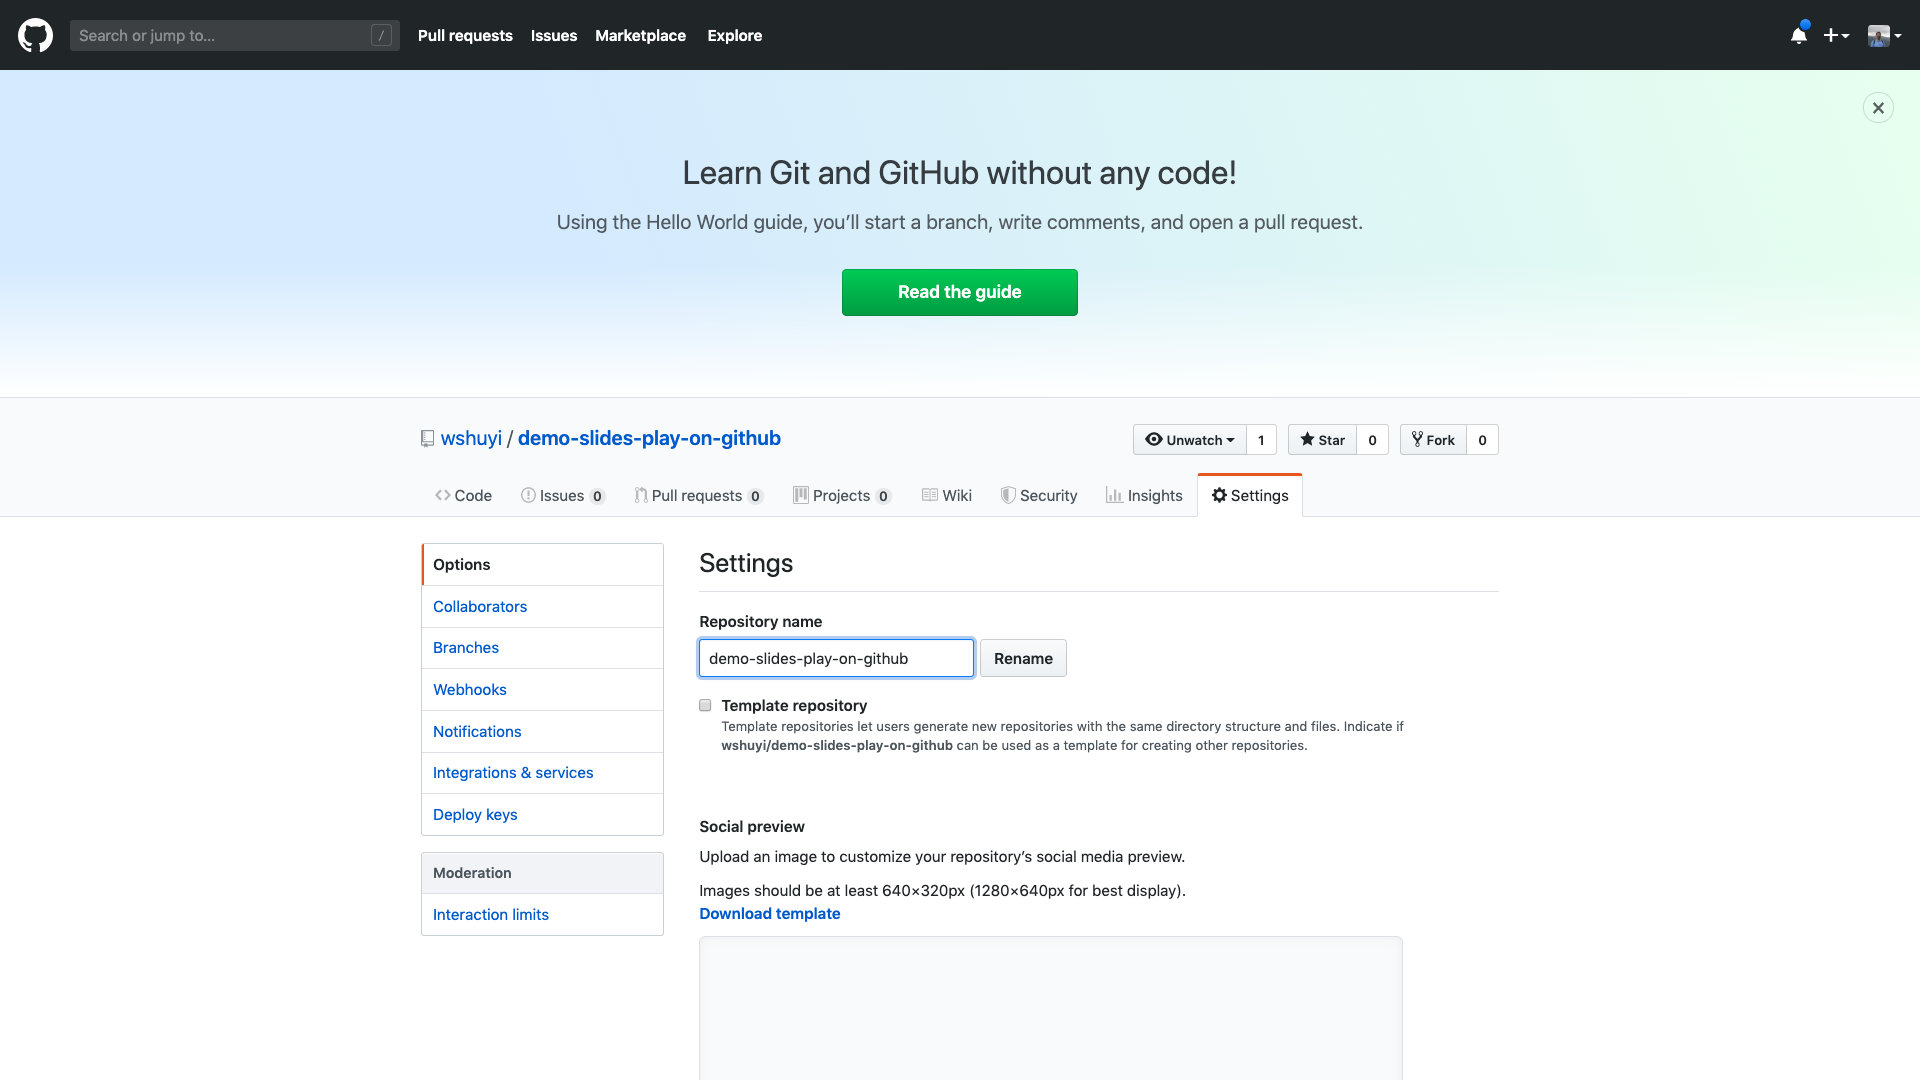 Search or jump to... /
Pull requests Issues Marketplace Explore
Learn Git and GitHub without any code!
Using the Hello World guide, you’ll start a branch, write comments, and open a pull request.
Read the guide
wshuyi / demo-slides-play-on-github
Unwatch 1 Star 0 Fork 0
Code Issues 0 Pull requests 0 Projects 0 Wiki Security Insights Settings
Options
Collaborators
Branches
Webhooks
Notifications
Integrations & services
Deploy keys
Moderation
Interaction limits
Settings
Repository name
demo-slides-play-on-github Rename
Template repository
Template repositories let users generate new repositories with the same directory structure and files. Indicate if
wshuyi/demo-slides-play-on-github can be used as a template for creating other repositories.
Social preview
Upload an image to customize your repository’s social media preview.
Images should be at least 640×320px (1280×640px for best display).
Download template